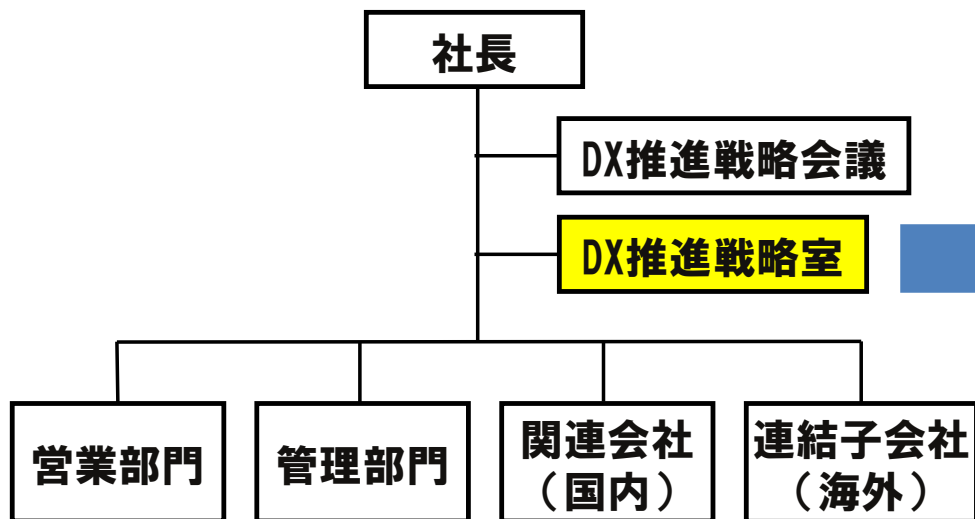 社長
DX推進戦略会議
DX推進戦略室
営業部門
管理部門
関連会社
（国内）
連結子会社
（海外）